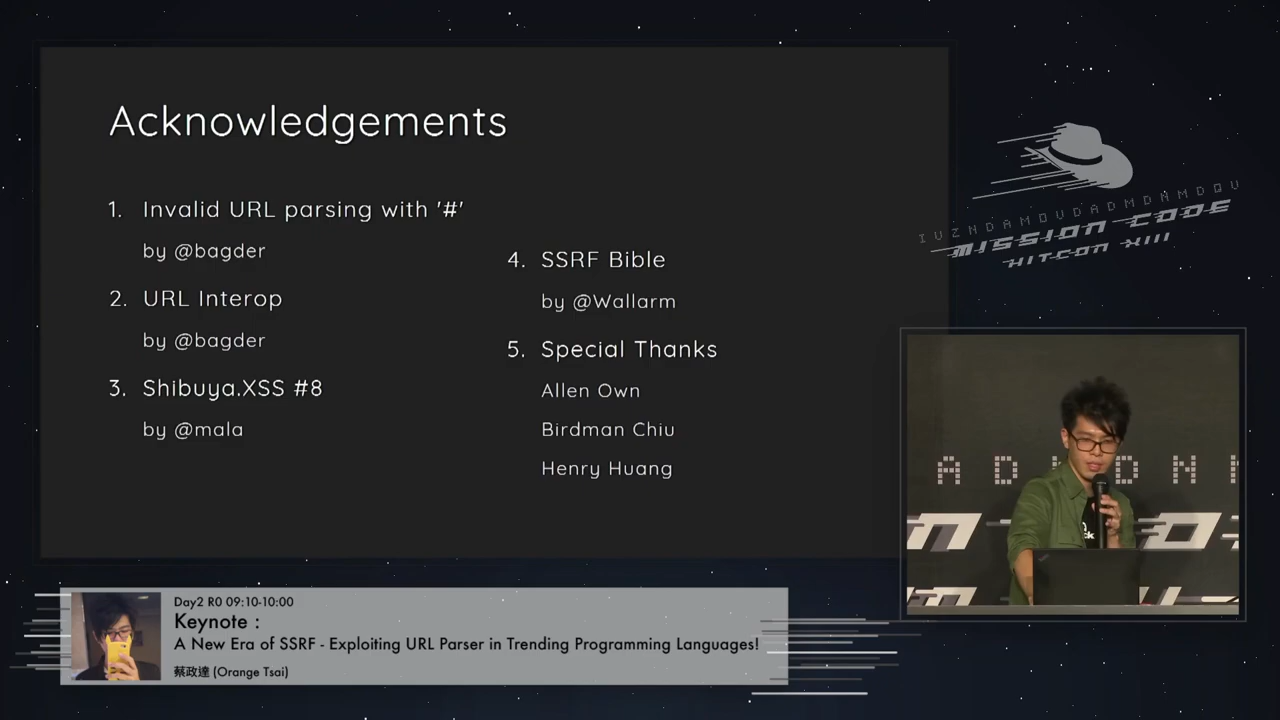 Acknowledgements
1. Invalid URL parsing with '#'
by @bagder
2. URL Interop
by @bagder
3. Shibuya.XSS #8
by @mala
4. SSRF Bible
by @Wallarm
5. Special Thanks
Allen Own
Birdman Chiu
Henry Huang
IVZNDAMOVDADMDNMDQV
MISSION CODE
HITCON XIII
Day2 R0 09:10-10:00
Keynote :
A New Era of SSRF - Exploiting URL Parser in Trending Programming Languages!
蔡政達 (Orange Tsai)